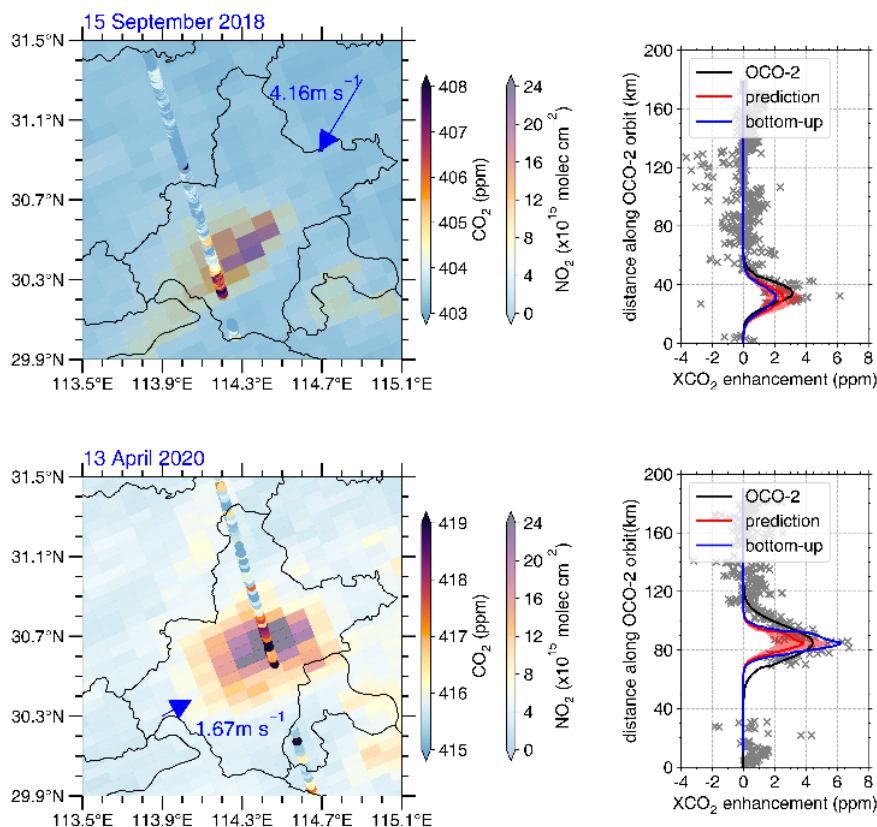 15 September 2018
31.5°N
31.1°N
30.7°N
30.3°N
29.9°N
113.5°E 113.9°E 114.3°E 114.7°E 115.1°E
4.16m s⁻¹
408
407
405
404
403
CO₂ (ppm)
24
20
16
12
8
4
0
NO₂ (x10¹⁵ molec cm⁻²)
200
160
120
80
40
0
distance along OCO-2 orbit (km)
OCO-2
prediction
bottom-up
-4 -2 0 2 4 6 8
XCO₂ enhancement (ppm)
13 April 2020
31.5°N
31.1°N
30.7°N
30.3°N
29.9°N
113.5°E 113.9°E 114.3°E 114.7°E 115.1°E
1.67m s⁻¹
419
418
417
416
415
CO₂ (ppm)
24
20
16
12
8
4
0
NO₂ (x10¹⁵ molec cm⁻²)
200
160
120
80
40
0
distance along OCO-2 orbit(km)
OCO-2
prediction
bottom-up
-4 -2 0 2 4 6 8
XCO₂ enhancement (ppm)